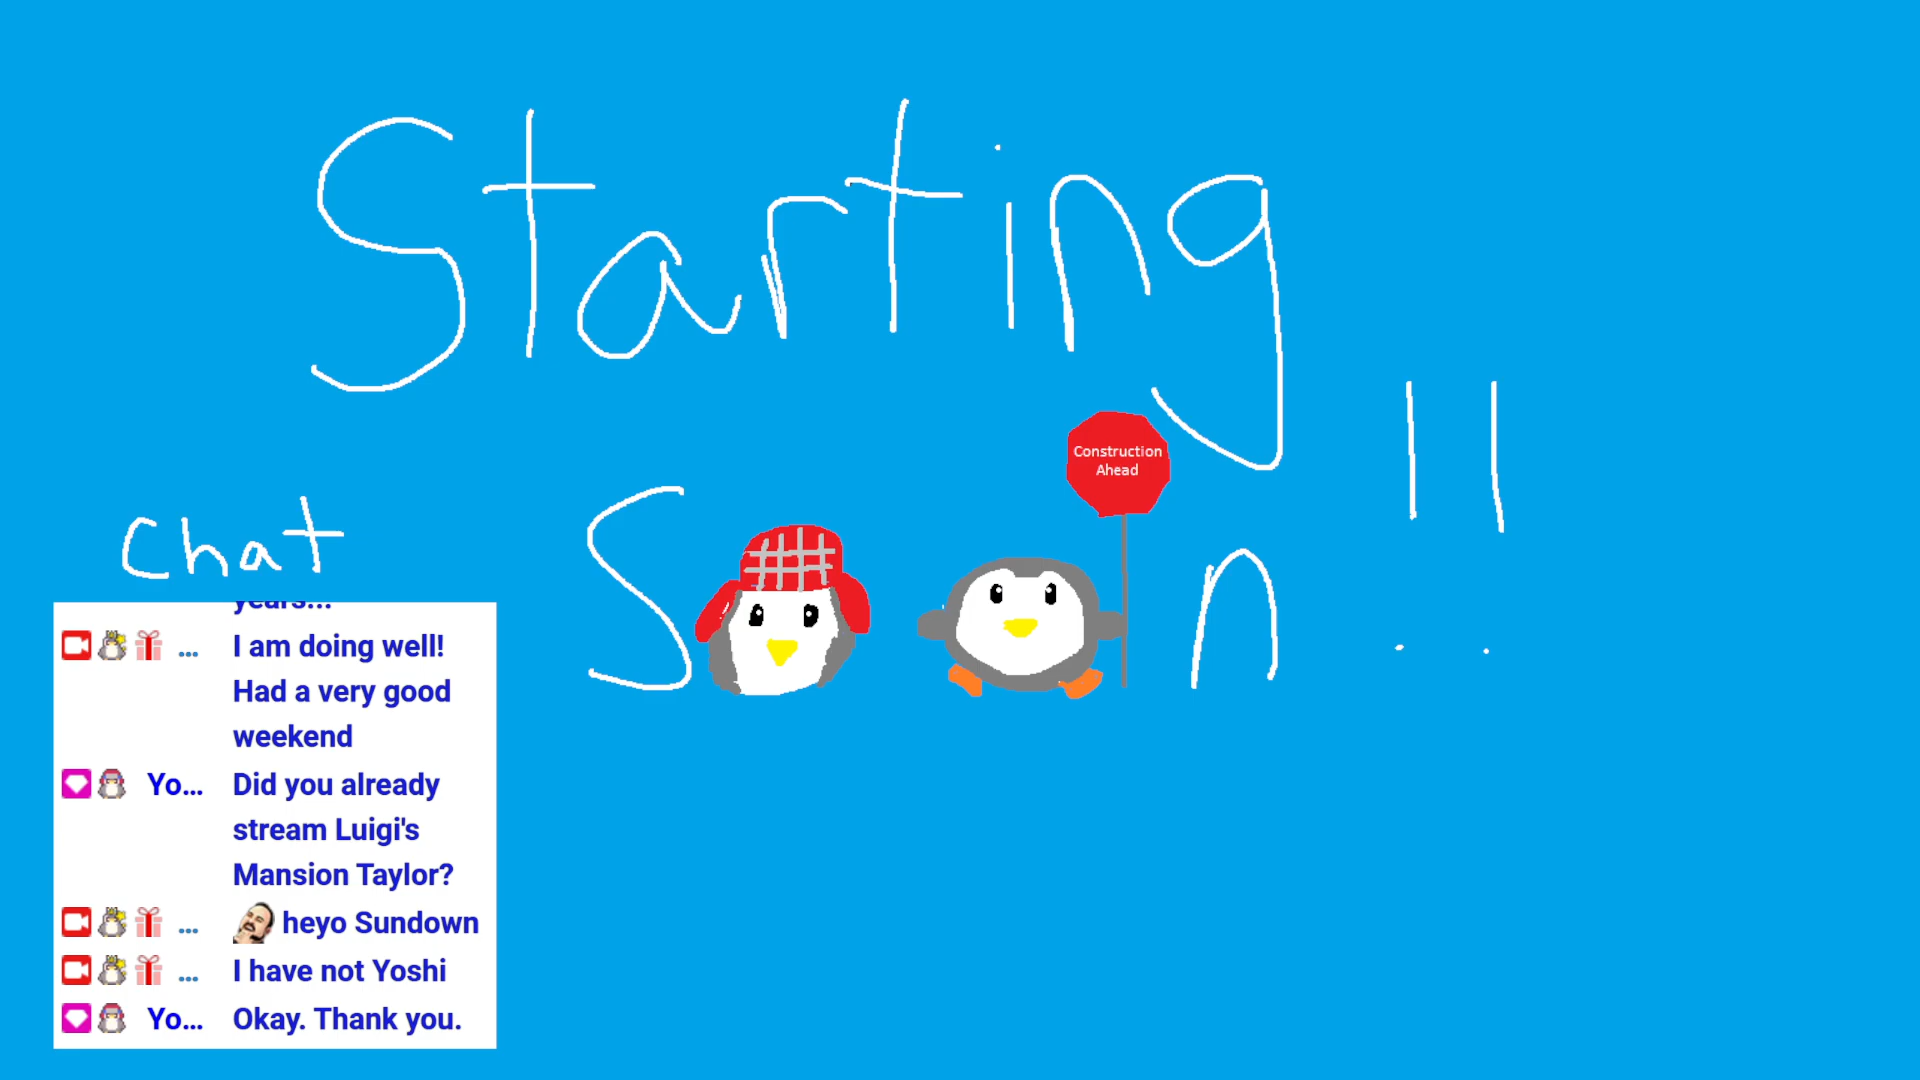 Starting
Construction
Ahead
S n !!
Chat
years...
... I am doing well!
Had a very good
weekend
Yo... Did you already
stream Luigi's
Mansion Taylor?
... heyo Sundown
... I have not Yoshi
Yo... Okay. Thank you.